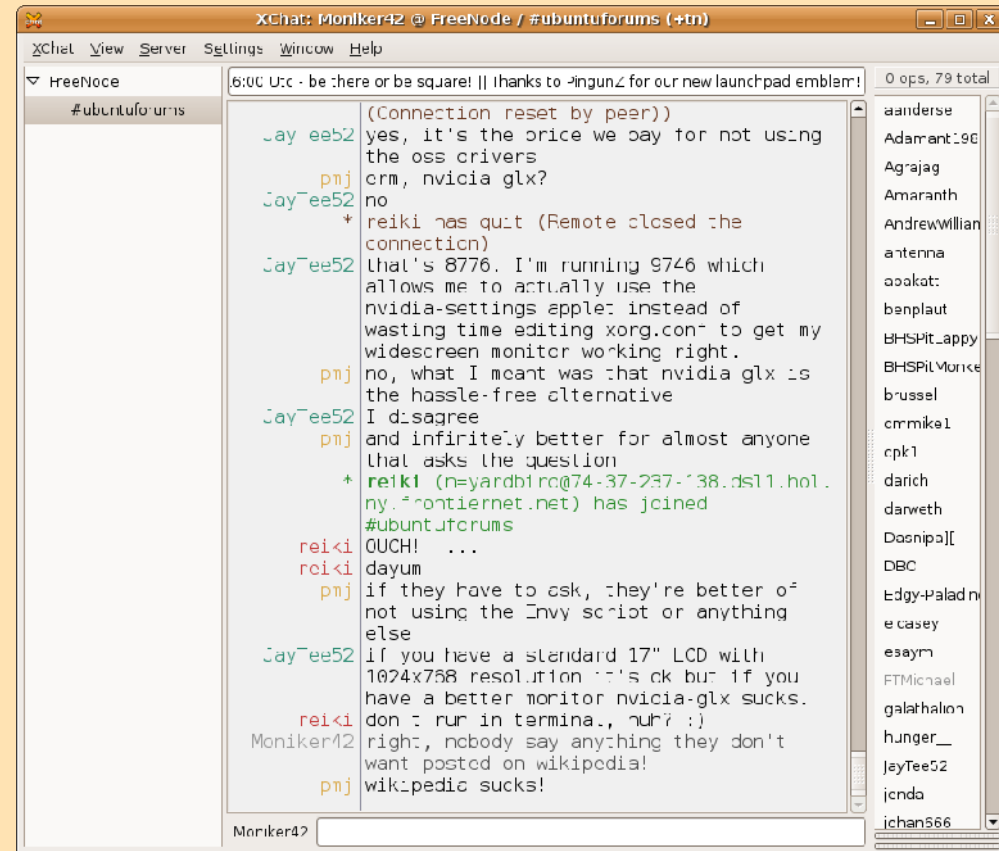 XChat: Moniker42 @ FreeNode / #ubuntuforums (+tn)
XChat View Server Settings Window Help
FreeNode
#ubuntuforums
6:00 Utc - be there or be square! || Thanks to PingunZ for our new launchpad emblem!
(Connection reset by peer))
JayTee52 yes, it's the price we pay for not using
the oss drivers
pmj erm, nvidia glx?
JayTee52 no
* reiki has quit (Remote closed the
connection)
JayTee52 that's 8776. I'm running 9746 which
allows me to actually use the
nvidia-settings applet instead of
wasting time editing xorg.conf to get my
widescreen monitor working right.
pmj no, what I meant was that nvidia glx is
the hassle-free alternative
JayTee52 I disagree
pmj and infinitely better for almost anyone
that asks the question
* reiki (n=yardbird@74-37-237-138.dsl1.hol.
ny.frontiernet.net) has joined
#ubuntuforums
reiki OUCH! ...
reiki dayum
pmj if they have to ask, they're better of
not using the Envy script or anything
else
JayTee52 if you have a standard 17" LCD with
1024x768 resolution it's ok but if you
have a better monitor nvidia-glx sucks.
reiki don't run in terminal, huh? :)
Moniker42 right, nobody say anything they don't
want posted on wikipedia!
pmj wikipedia sucks!
Moniker42
0 ops, 79 total
aanderse
Adamant198
Agrajag
Amaranth
AndrewWillian
antenna
apakatt
benplaut
BHSPitLappy
BHSPitMonke
brussel
cmmike1
cpk1
darich
darweth
Dasnipa][
DBO
Edgy-Paladin
elcasey
esaym
FTMichael
galathalion
hunger__
JayTee52
jenda
jchan666